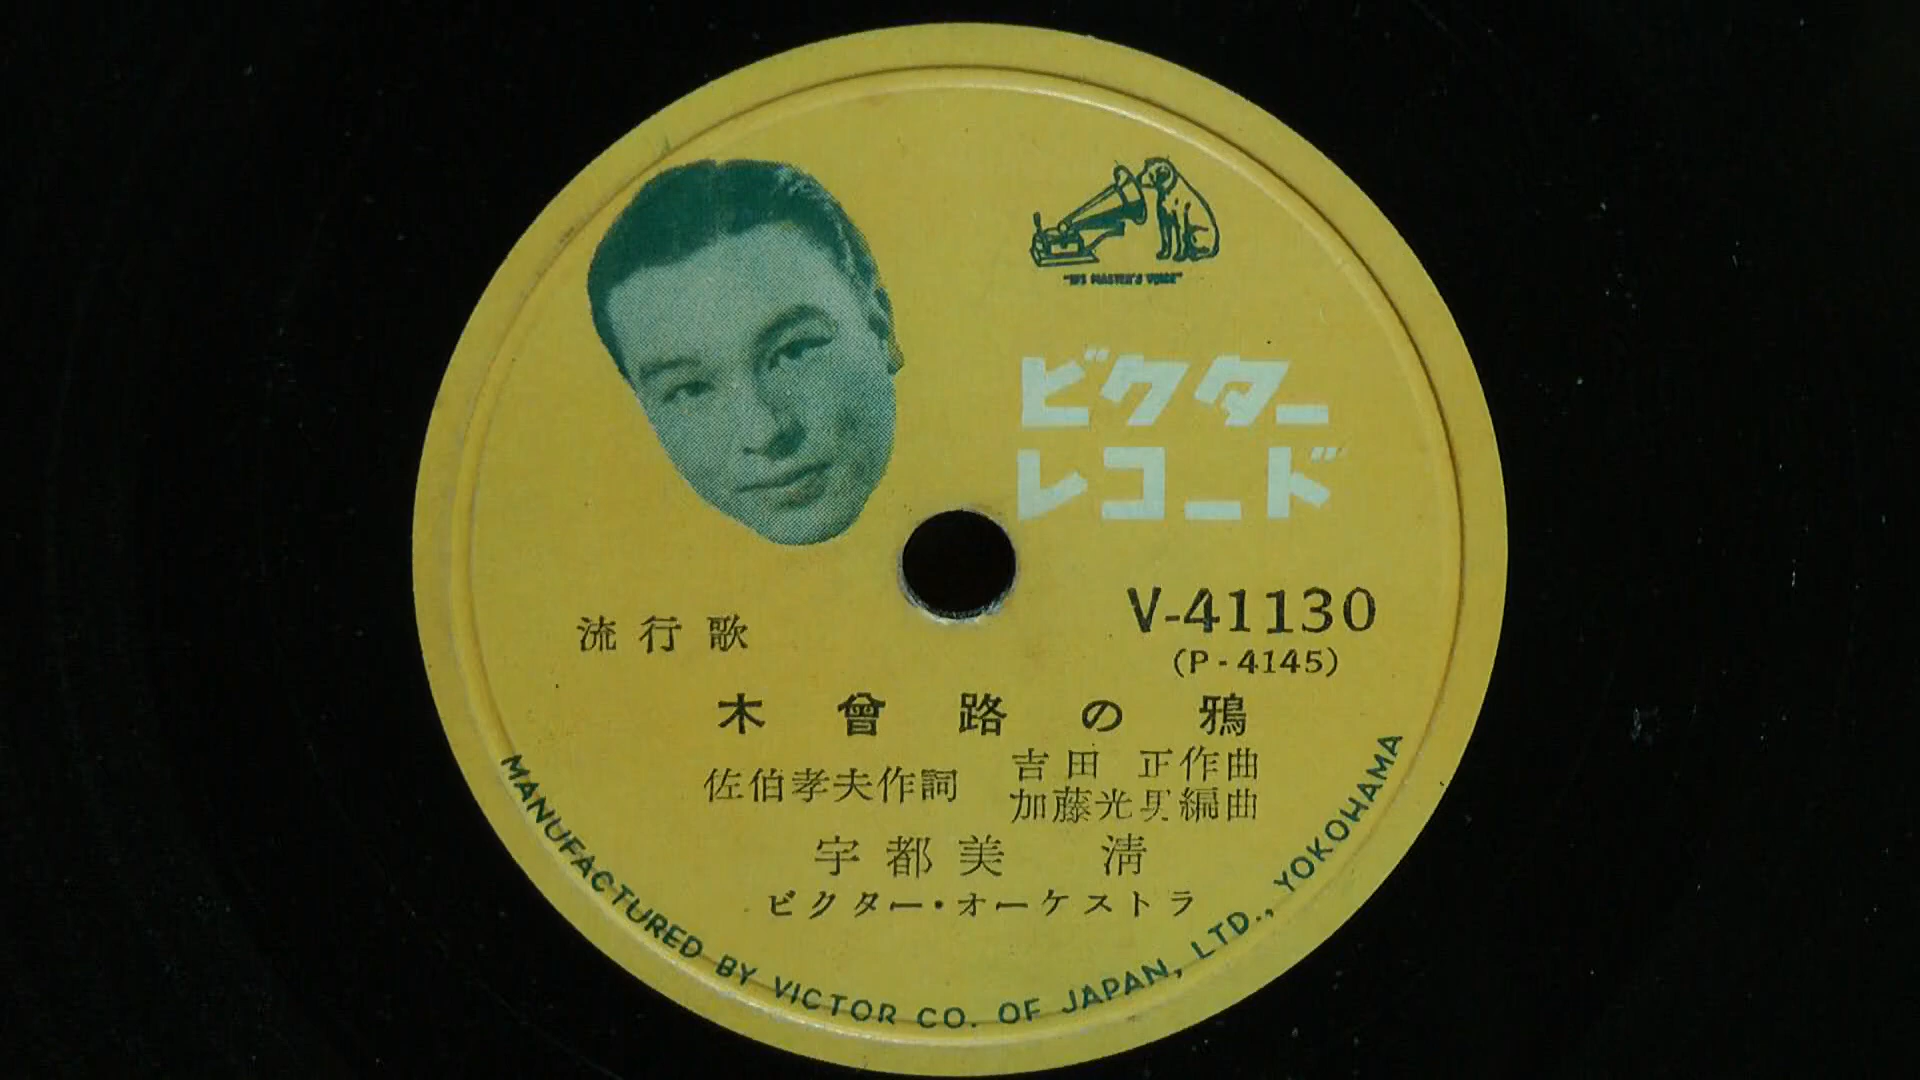 "HIS MASTER'S VOICE"
ビクター
レコード
V-41130
(P-4145)
流行歌
木曾路の鴉
佐伯孝夫作詞
吉田正作曲
加藤光男編曲
宇都美清
ビクター・オーケストラ
MANUFACTURED BY VICTOR CO. OF JAPAN, LTD., YOKOHAMA